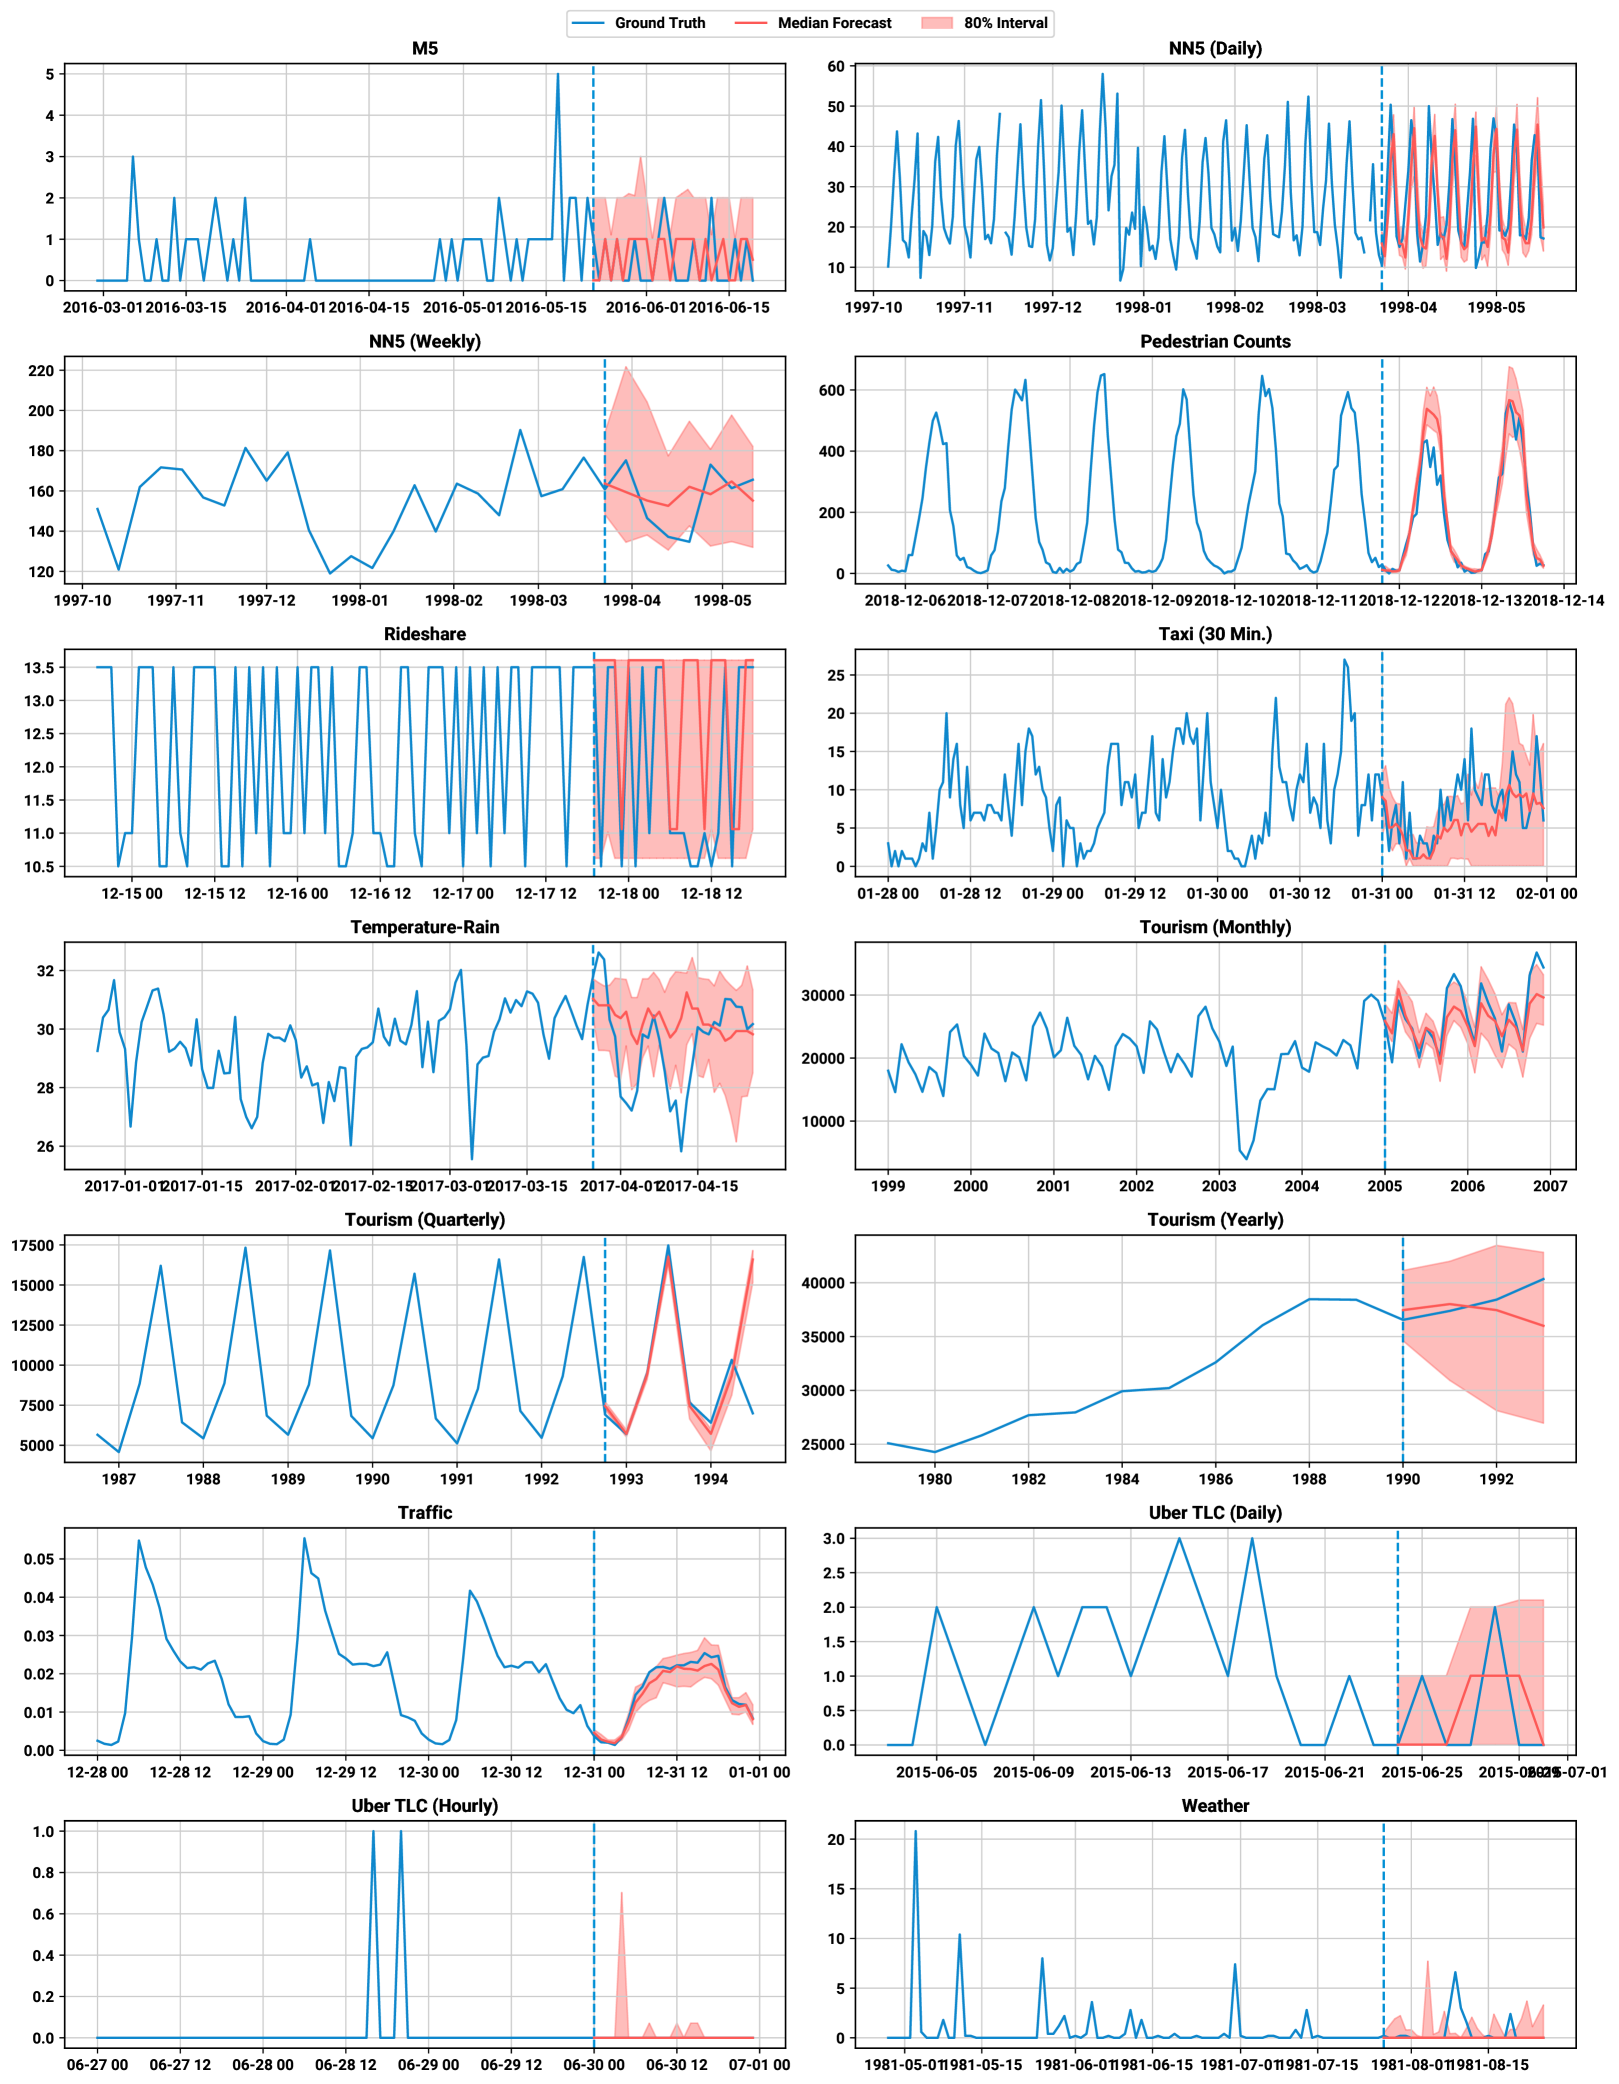 Ground Truth Median Forecast 80% Interval
M5
5
4
3
2
1
0
2016-03-01 2016-03-15 2016-04-01 2016-04-15 2016-05-01 2016-05-15 2016-06-01 2016-06-15
NN5 (Daily)
60
50
40
30
20
10
1997-10 1997-11 1997-12 1998-01 1998-02 1998-03 1998-04 1998-05
NN5 (Weekly)
220
200
180
160
140
120
1997-10 1997-11 1997-12 1998-01 1998-02 1998-03 1998-04 1998-05
Pedestrian Counts
600
400
200
0
2018-12-06 2018-12-07 2018-12-08 2018-12-09 2018-12-10 2018-12-11 2018-12-12 2018-12-13 2018-12-14
Rideshare
13.5
13.0
12.5
12.0
11.5
11.0
10.5
12-15 00 12-15 12 12-16 00 12-16 12 12-17 00 12-17 12 12-18 00 12-18 12
Taxi (30 Min.)
25
20
15
10
5
0
01-28 00 01-28 12 01-29 00 01-29 12 01-30 00 01-30 12 01-31 00 01-31 12 02-01 00
Temperature-Rain
32
30
28
26
2017-01-01 2017-01-15 2017-02-01 2017-02-15 2017-03-01 2017-03-15 2017-04-01 2017-04-15
Tourism (Monthly)
30000
20000
10000
1999 2000 2001 2002 2003 2004 2005 2006 2007
Tourism (Quarterly)
17500
15000
12500
10000
7500
5000
1987 1988 1989 1990 1991 1992 1993 1994
Tourism (Yearly)
40000
35000
30000
25000
1980 1982 1984 1986 1988 1990 1992
Traffic
0.05
0.04
0.03
0.02
0.01
0.00
12-28 00 12-28 12 12-29 00 12-29 12 12-30 00 12-30 12 12-31 00 12-31 12 01-01 00
Uber TLC (Daily)
3.0
2.5
2.0
1.5
1.0
0.5
0.0
2015-06-05 2015-06-09 2015-06-13 2015-06-17 2015-06-21 2015-06-25 2015-06-29 2015-07-01
Uber TLC (Hourly)
1.0
0.8
0.6
0.4
0.2
0.0
06-27 00 06-27 12 06-28 00 06-28 12 06-29 00 06-29 12 06-30 00 06-30 12 07-01 00
Weather
20
15
10
5
0
1981-05-01 1981-05-15 1981-06-01 1981-06-15 1981-07-01 1981-07-15 1981-08-01 1981-08-15